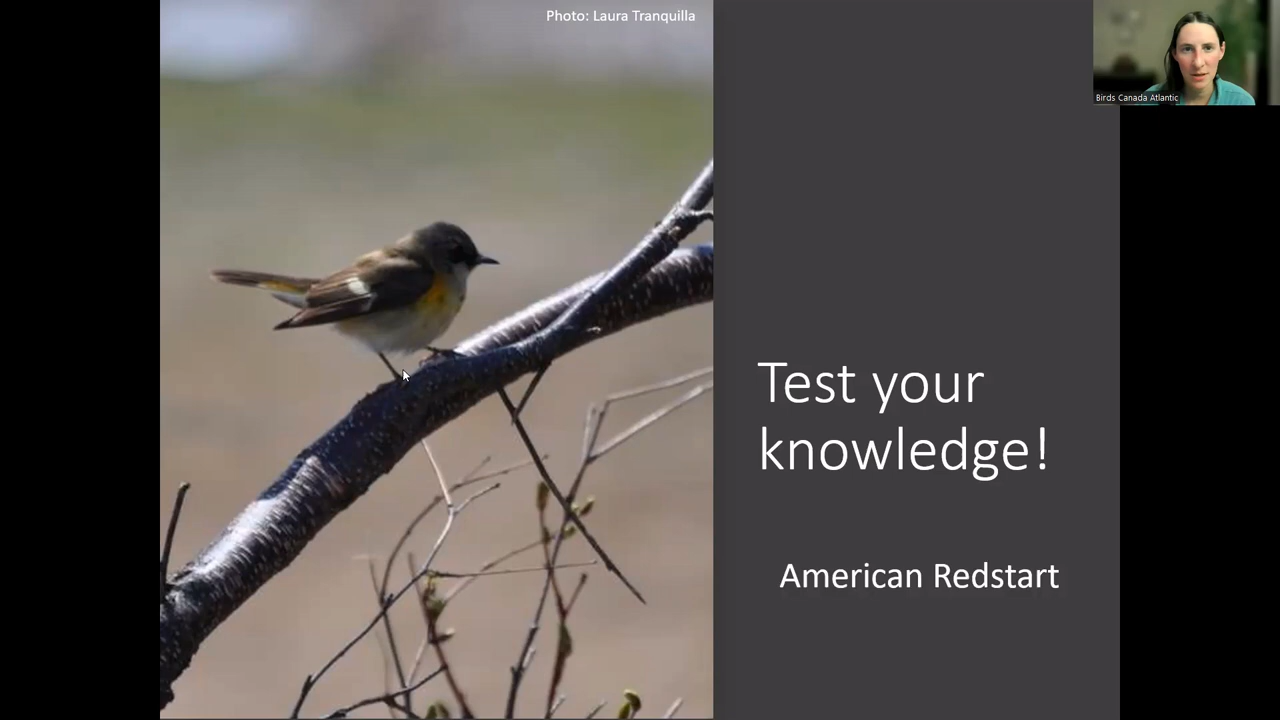 Photo: Laura Tranquilla
Birds Canada Atlantic
Test your
knowledge!
American Redstart